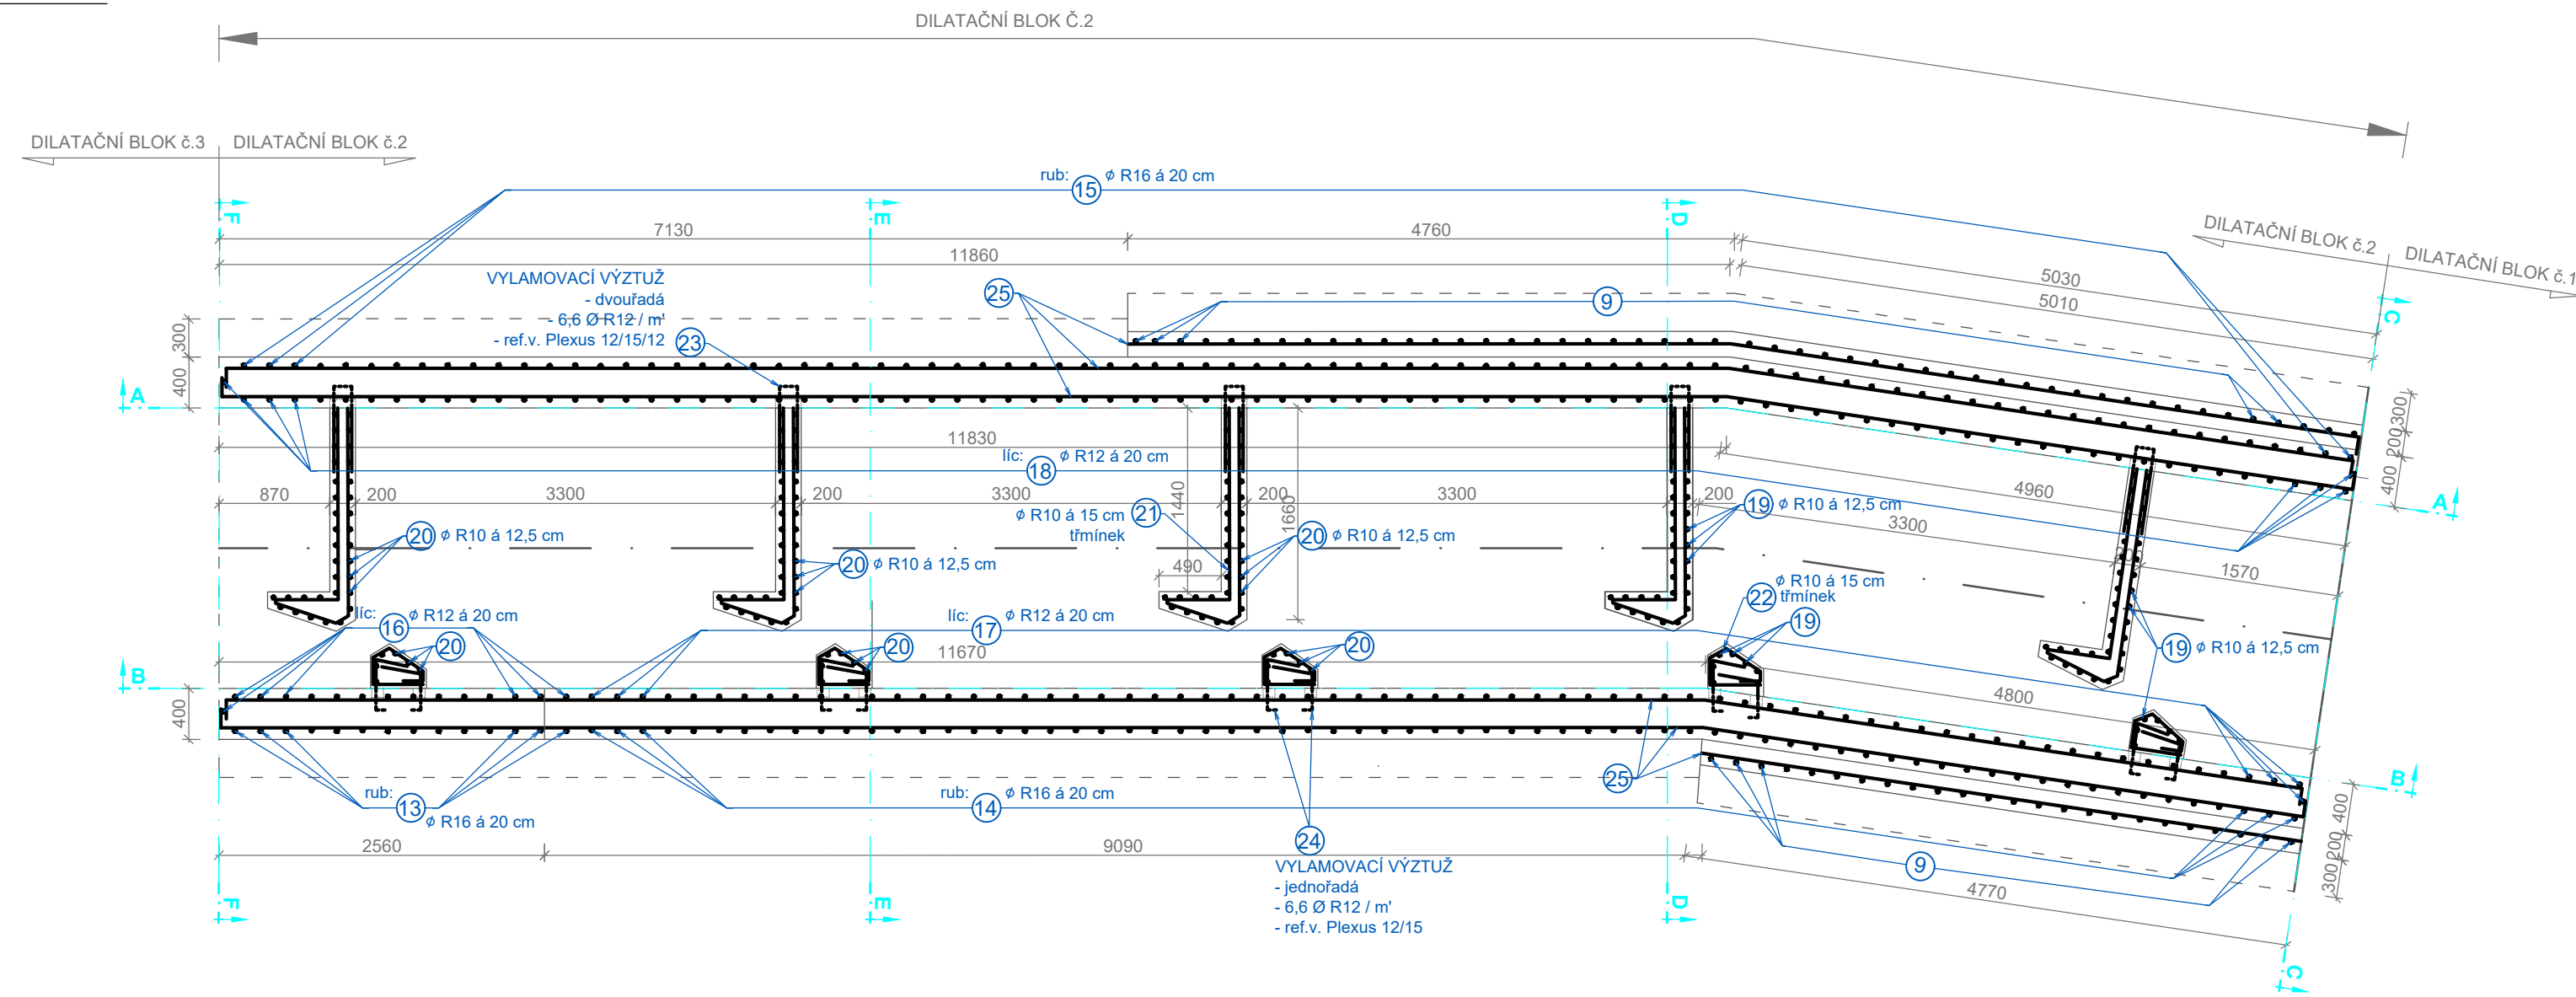 DILATAČNÍ BLOK Č.2
DILATAČNÍ BLOK č.3
DILATAČNÍ BLOK č.2
rub: 15 ϕ R16 á 20 cm
F
E
D
DILATAČNÍ BLOK č.2
DILATAČNÍ BLOK č.1
7130
4760
11860
5030
5010
C
VYLAMOVACÍ VÝZTUŽ
- dvouřadá
- 6,6 Ø R12 / m'
- ref.v. Plexus 12/15/12
23
25
9
300
400
A
300
200
400
A
11830
líc: 18 ϕ R12 á 20 cm
4960
870
200
3300
200
3300
200
3300
200
3300
200
1570
1440
1660
ϕ R10 á 15 cm 21
třmínek
19 ϕ R10 á 12,5 cm
20 ϕ R10 á 12,5 cm
20 ϕ R10 á 12,5 cm
20 ϕ R10 á 12,5 cm
490
ϕ R10 á 15 cm
22 třmínek
19
líc: 16 ϕ R12 á 20 cm
líc: 17 ϕ R12 á 20 cm
20
20
20
19 ϕ R10 á 12,5 cm
11670
4800
B
400
B
400
200
300
25
rub: 13 ϕ R16 á 20 cm
rub: 14 ϕ R16 á 20 cm
2560
9090
24
VYLAMOVACÍ VÝZTUŽ
- jednořadá
- 6,6 Ø R12 / m'
- ref.v. Plexus 12/15
9
4770
F
E
D
C